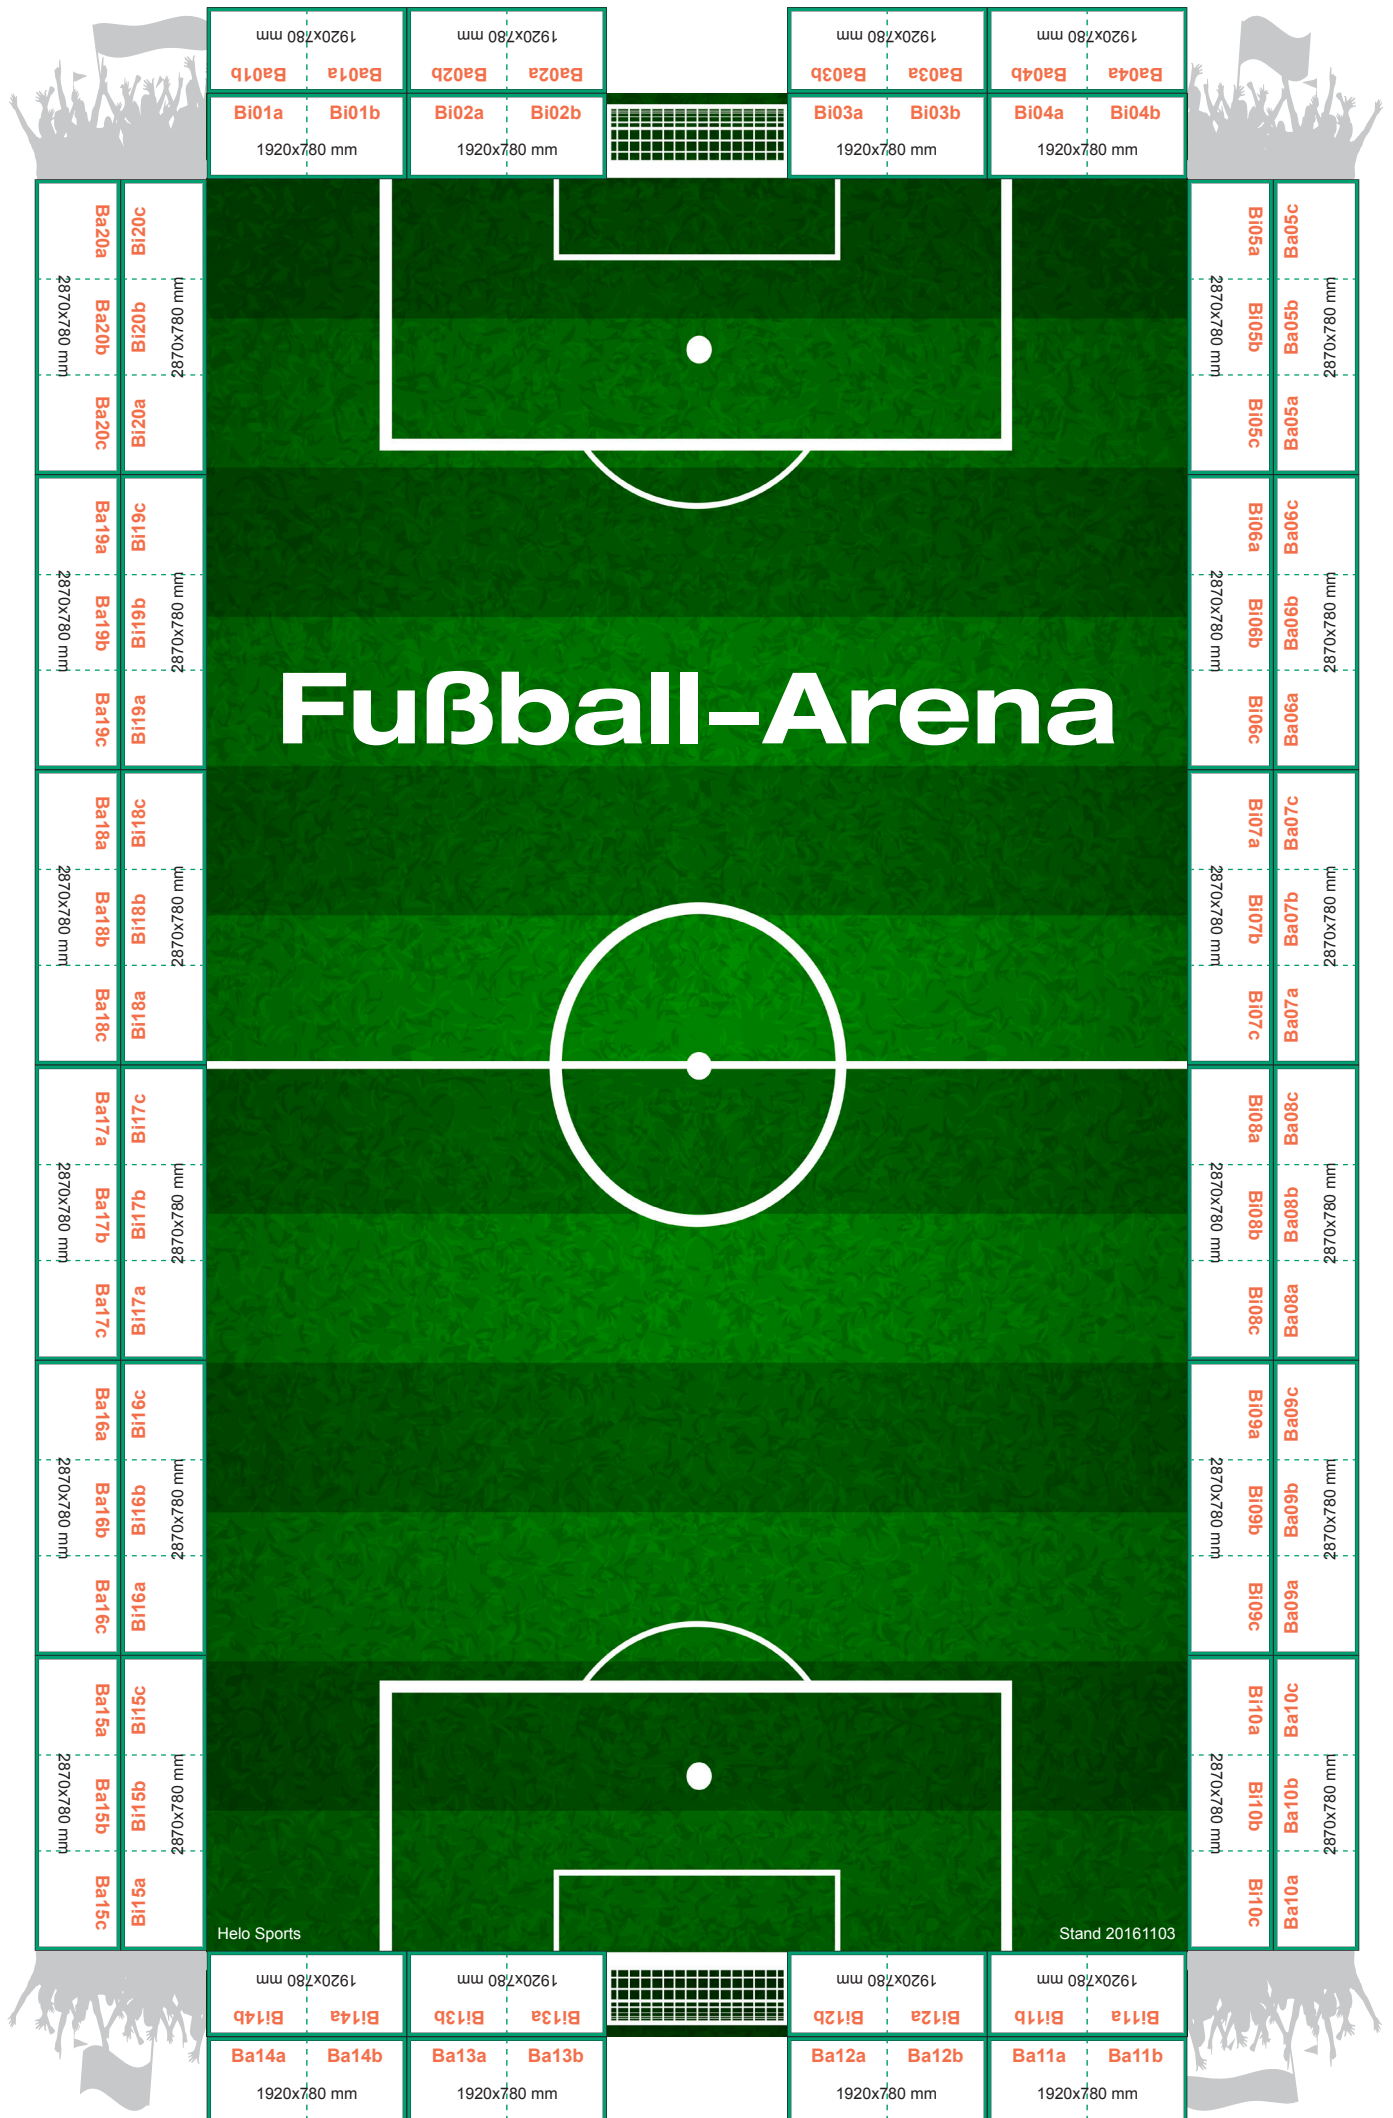 1920x780 mm
1920x780 mm
1920x780 mm
1920x780 mm
Ba01b Ba01a
Ba02b Ba02a
Ba03b Ba03a
Ba04b Ba04a
Bi01a Bi01b
Bi02a Bi02b
Bi03a Bi03b
Bi04a Bi04b
1920x780 mm
1920x780 mm
1920x780 mm
1920x780 mm
2870x780 mm
Ba20a Ba20b Ba20c
Bi20a Bi20b Bi20c
2870x780 mm
2870x780 mm
Bi05a Bi05b Bi05c
Ba05a Ba05b Ba05c
2870x780 mm
2870x780 mm
Ba19a Ba19b Ba19c
Bi19a Bi19b Bi19c
2870x780 mm
2870x780 mm
Bi06a Bi06b Bi06c
Ba06a Ba06b Ba06c
2870x780 mm
Fußball-Arena
2870x780 mm
Ba18a Ba18b Ba18c
Bi18a Bi18b Bi18c
2870x780 mm
2870x780 mm
Bi07a Bi07b Bi07c
Ba07a Ba07b Ba07c
2870x780 mm
2870x780 mm
Ba17a Ba17b Ba17c
Bi17a Bi17b Bi17c
2870x780 mm
2870x780 mm
Bi08a Bi08b Bi08c
Ba08a Ba08b Ba08c
2870x780 mm
2870x780 mm
Ba16a Ba16b Ba16c
Bi16a Bi16b Bi16c
2870x780 mm
2870x780 mm
Bi09a Bi09b Bi09c
Ba09a Ba09b Ba09c
2870x780 mm
2870x780 mm
Ba15a Ba15b Ba15c
Bi15a Bi15b Bi15c
2870x780 mm
2870x780 mm
Bi10a Bi10b Bi10c
Ba10a Ba10b Ba10c
2870x780 mm
Helo Sports
Stand 20161103
1920x780 mm
1920x780 mm
1920x780 mm
1920x780 mm
Bi14b Bi14a
Bi13b Bi13a
Bi12b Bi12a
Bi11b Bi11a
Ba14a Ba14b
Ba13a Ba13b
Ba12a Ba12b
Ba11a Ba11b
1920x780 mm
1920x780 mm
1920x780 mm
1920x780 mm